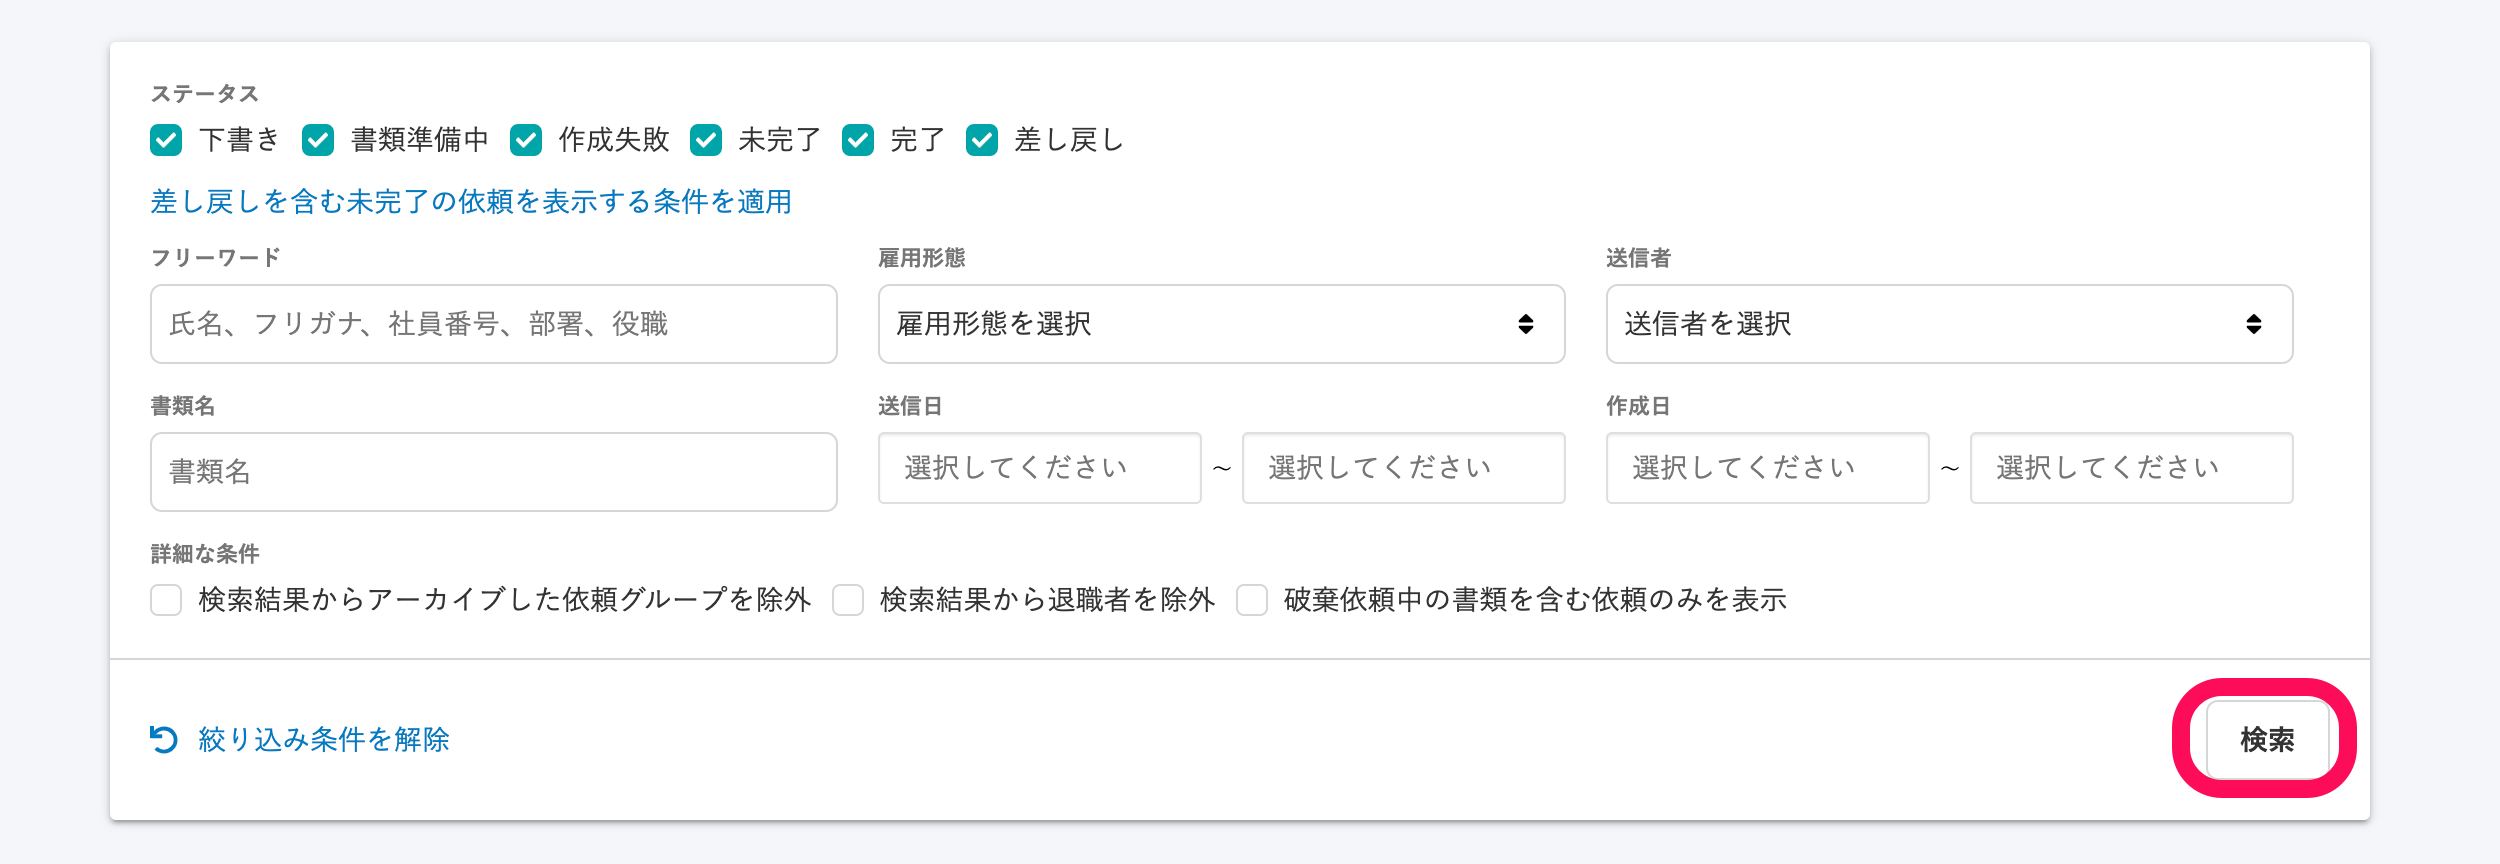 ステータス
下書き 書類準備中 作成失敗 未完了 完了 差し戻し
差し戻しを含む未完了の依頼を表示する条件を適用
フリーワード 雇用形態 送信者
氏名、フリガナ、社員番号、部署、役職 雇用形態を選択 送信者を選択
書類名 送信日 作成日
書類名 選択してください ～ 選択してください 選択してください ～ 選択してください
詳細な条件
検索結果からアーカイブした依頼グループを除外 検索結果から退職者を除外 破棄依頼中の書類を含む依頼のみを表示
絞り込み条件を解除 検索